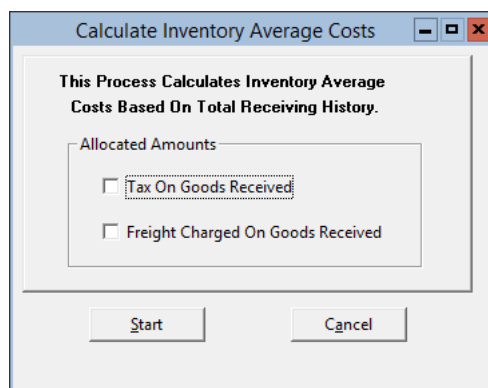 Calculate Inventory Average Costs
This Process Calculates Inventory Average
Costs Based On Total Receiving History.
Allocated Amounts
Tax On Goods Received
Freight Charged On Goods Received
Start
Cancel